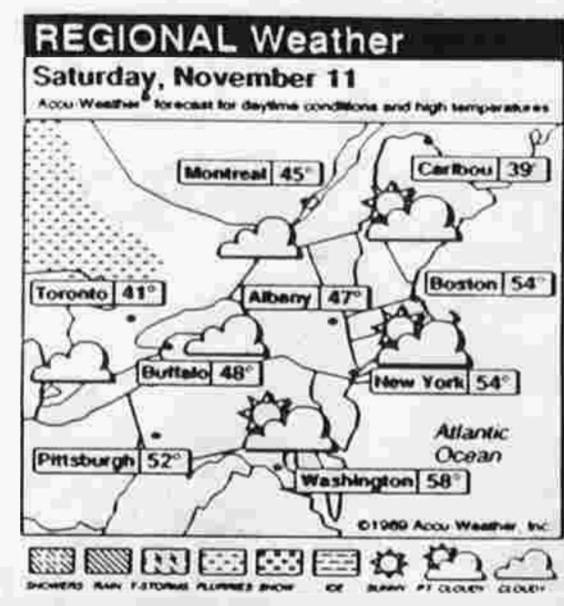 REGIONAL Weather
Saturday, November 11
Accu-Weather® forecast for daytime conditions and high temperatures
Montreal 45°
Caribou 39°
Toronto 41°
Albany 47°
Boston 54°
Buffalo 48°
New York 54°
Atlantic
Ocean
Pittsburgh 52°
Washington 58°
©1989 Accu-Weather, Inc.
SHOWERS RAIN T-STORMS FLURRIES SNOW ICE SUNNY PT CLOUDY CLOUDY